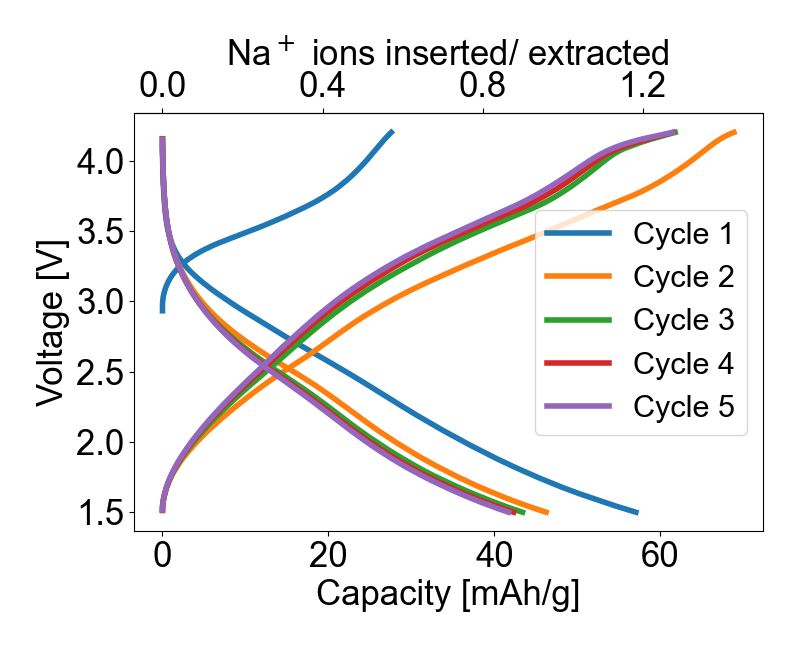 Na⁺ ions inserted/ extracted
0.0 0.4 0.8 1.2
4.0
3.5
3.0
2.5
2.0
1.5
Voltage [V]
Cycle 1
Cycle 2
Cycle 3
Cycle 4
Cycle 5
0 20 40 60
Capacity [mAh/g]